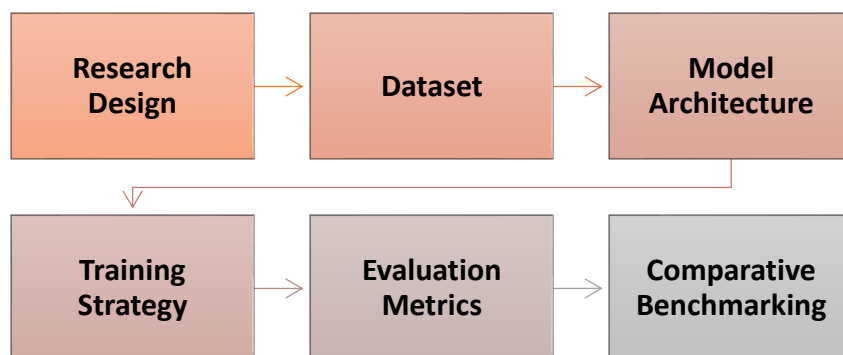 Research
Design
Dataset
Model
Architecture
Training
Strategy
Evaluation
Metrics
Comparative
Benchmarking